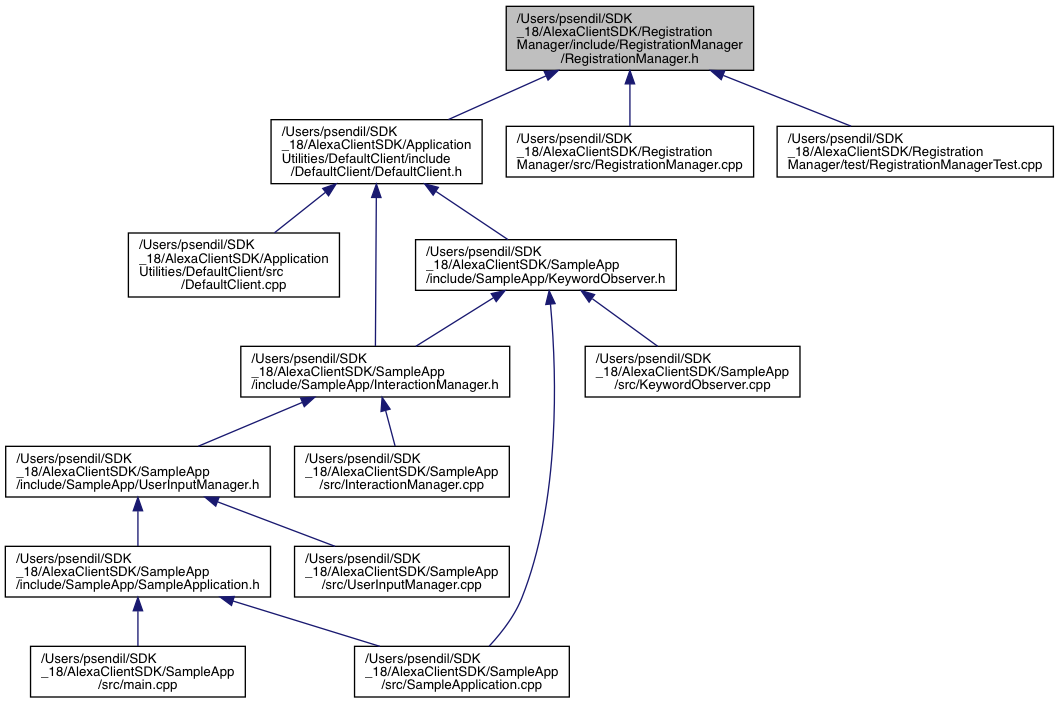 /Users/psendil/SDK
_18/AlexaClientSDK/Registration
Manager/include/RegistrationManager
/RegistrationManager.h
/Users/psendil/SDK
_18/AlexaClientSDK/Application
Utilities/DefaultClient/include
/DefaultClient/DefaultClient.h
/Users/psendil/SDK
_18/AlexaClientSDK/Registration
Manager/src/RegistrationManager.cpp
/Users/psendil/SDK
_18/AlexaClientSDK/Registration
Manager/test/RegistrationManagerTest.cpp
/Users/psendil/SDK
_18/AlexaClientSDK/Application
Utilities/DefaultClient/src
/DefaultClient.cpp
/Users/psendil/SDK
_18/AlexaClientSDK/SampleApp
/include/SampleApp/KeywordObserver.h
/Users/psendil/SDK
_18/AlexaClientSDK/SampleApp
/include/SampleApp/InteractionManager.h
/Users/psendil/SDK
_18/AlexaClientSDK/SampleApp
/src/KeywordObserver.cpp
/Users/psendil/SDK
_18/AlexaClientSDK/SampleApp
/include/SampleApp/UserInputManager.h
/Users/psendil/SDK
_18/AlexaClientSDK/SampleApp
/src/InteractionManager.cpp
/Users/psendil/SDK
_18/AlexaClientSDK/SampleApp
/include/SampleApp/SampleApplication.h
/Users/psendil/SDK
_18/AlexaClientSDK/SampleApp
/src/UserInputManager.cpp
/Users/psendil/SDK
_18/AlexaClientSDK/SampleApp
/src/main.cpp
/Users/psendil/SDK
_18/AlexaClientSDK/SampleApp
/src/SampleApplication.cpp